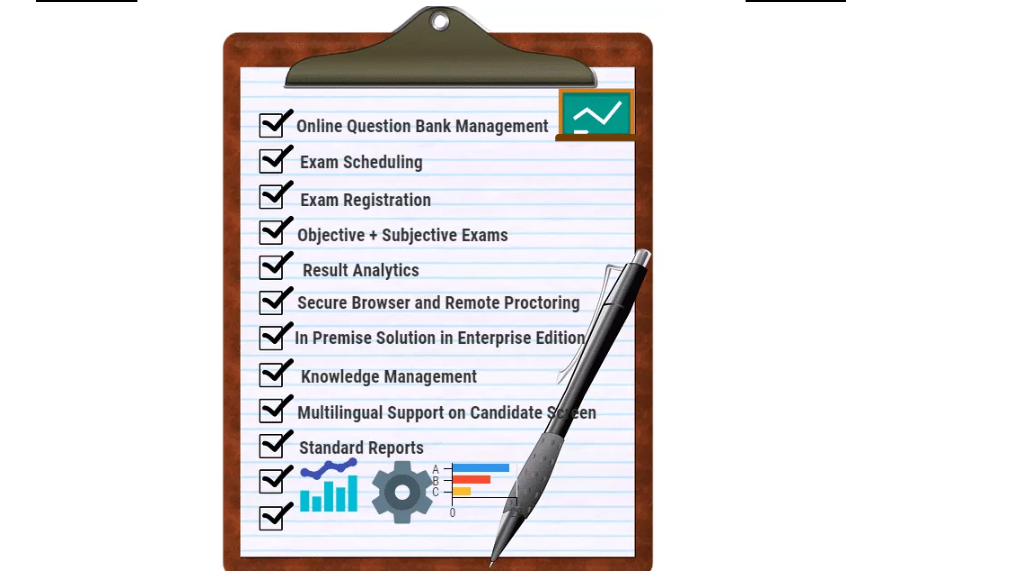 Online Question Bank Management
Exam Scheduling
Exam Registration
Objective + Subjective Exams
Result Analytics
Secure Browser and Remote Proctoring
In Premise Solution in Enterprise Edition
Knowledge Management
Multilingual Support on Candidate Screen
Standard Reports
A
B
C
0